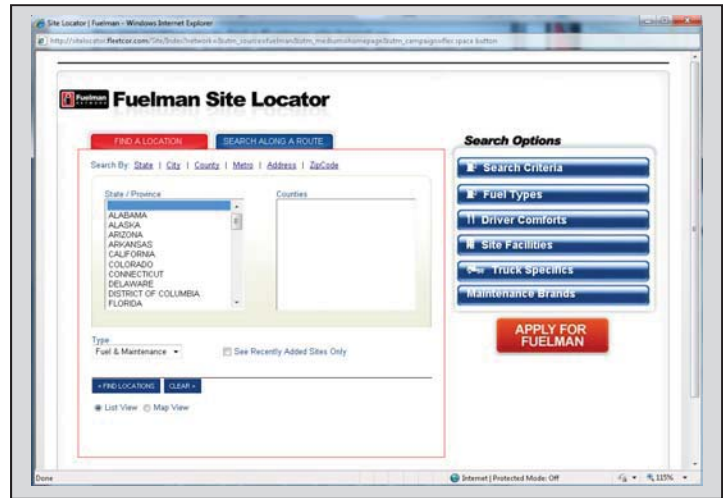 Site Locator | Fuelman - Windows Internet Explorer
Fuelman Fuelman Site Locator
FIND A LOCATION
SEARCH ALONG A ROUTE
Search By: State | City | County | Metro | Address | ZipCode
State / Province
ALABAMA
ALASKA
ARIZONA
ARKANSAS
CALIFORNIA
COLORADO
CONNECTICUT
DELAWARE
DISTRICT OF COLUMBIA
FLORIDA
Counties
Type
Fuel & Maintenance
See Recently Added Sites Only
+ FIND LOCATIONS
CLEAR +
List View
Map View
Search Options
Search Criteria
Fuel Types
Driver Comforts
Site Facilities
Truck Specifics
Maintenance Brands
APPLY FOR
FUELMAN
Done
Internet | Protected Mode: Off
115%